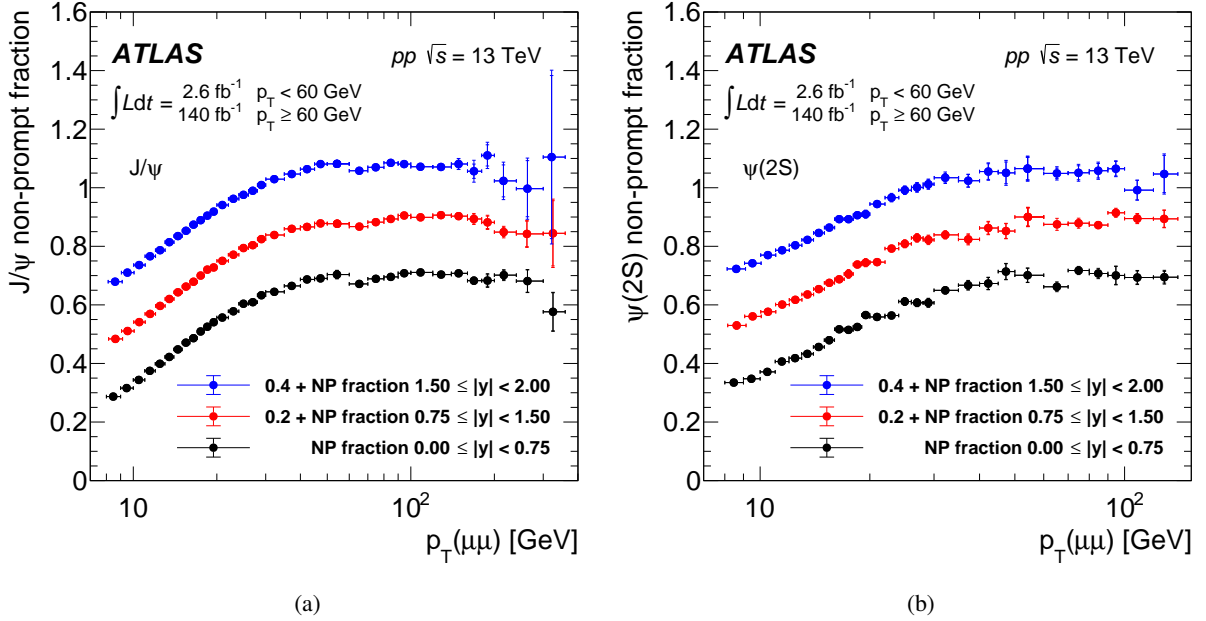 J/ψ non-prompt fraction
1.6
1.4
1.2
1
0.8
0.6
0.4
0.2
0
ATLAS
pp √s = 13 TeV
∫Ldt = 2.6 fb⁻¹ p_T < 60 GeV
140 fb⁻¹ p_T ≥ 60 GeV
J/ψ
0.4 + NP fraction 1.50 ≤ |y| < 2.00
0.2 + NP fraction 0.75 ≤ |y| < 1.50
NP fraction 0.00 ≤ |y| < 0.75
10
10²
p_T(μμ) [GeV]
(a)
ψ(2S) non-prompt fraction
1.6
1.4
1.2
1
0.8
0.6
0.4
0.2
0
ATLAS
pp √s = 13 TeV
∫Ldt = 2.6 fb⁻¹ p_T < 60 GeV
140 fb⁻¹ p_T ≥ 60 GeV
ψ(2S)
0.4 + NP fraction 1.50 ≤ |y| < 2.00
0.2 + NP fraction 0.75 ≤ |y| < 1.50
NP fraction 0.00 ≤ |y| < 0.75
10
10²
p_T(μμ) [GeV]
(b)